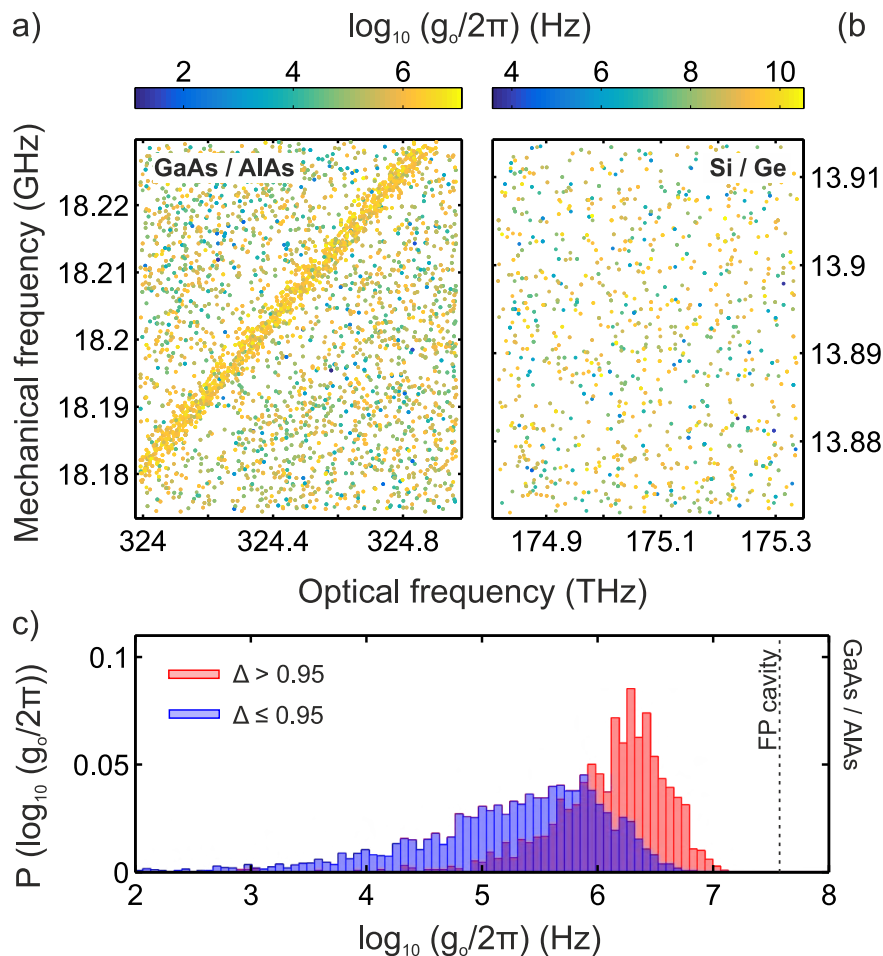 a)
log₁₀ (g₀/2π) (Hz)
(b
2 4 6
4 6 8 10
Mechanical frequency (GHz)
GaAs / AlAs
Si / Ge
18.22
18.21
18.2
18.19
18.18
13.91
13.9
13.89
13.88
324 324.4 324.8
174.9 175.1 175.3
Optical frequency (THz)
c)
P (log₁₀ (g₀/2π))
0.1
0.05
0
Δ > 0.95
Δ ≤ 0.95
FP cavity
GaAs / AlAs
2 3 4 5 6 7 8
log₁₀ (g₀/2π) (Hz)